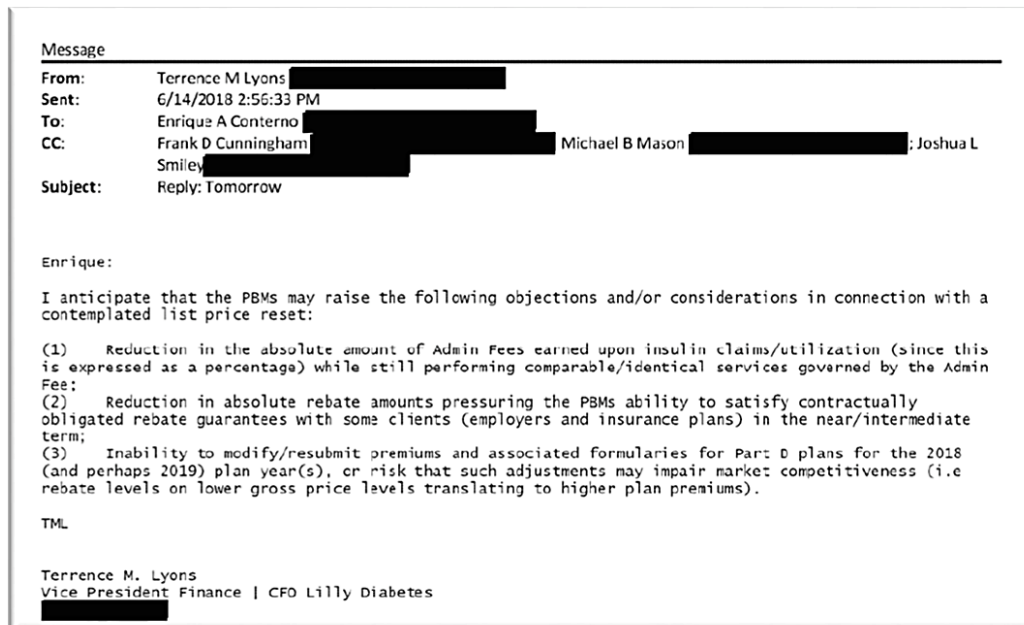 Message
From: Terrence M Lyons
Sent: 6/14/2018 2:56:33 PM
To: Enrique A Conterno
CC: Frank D Cunningham Michael B Mason ; Joshua L
Smiley
Subject: Reply: Tomorrow
Enrique:
I anticipate that the PBMs may raise the following objections and/or considerations in connection with a
contemplated list price reset:
(1) Reduction in the absolute amount of Admin Fees earned upon insulin claims/utilization (since this
is expressed as a percentage) while still performing comparable/identical services governed by the Admin
Fee;
(2) Reduction in absolute rebate amounts pressuring the PBMs ability to satisfy contractually
obligated rebate guarantees with some clients (employers and insurance plans) in the near/intermediate
term;
(3) Inability to modify/resubmit premiums and associated formularies for Part D plans for the 2018
(and perhaps 2019) plan year(s), or risk that such adjustments may impair market competitiveness (i.e
rebate levels on lower gross price levels translating to higher plan premiums).
TML
Terrence M. Lyons
Vice President Finance | CFO Lilly Diabetes